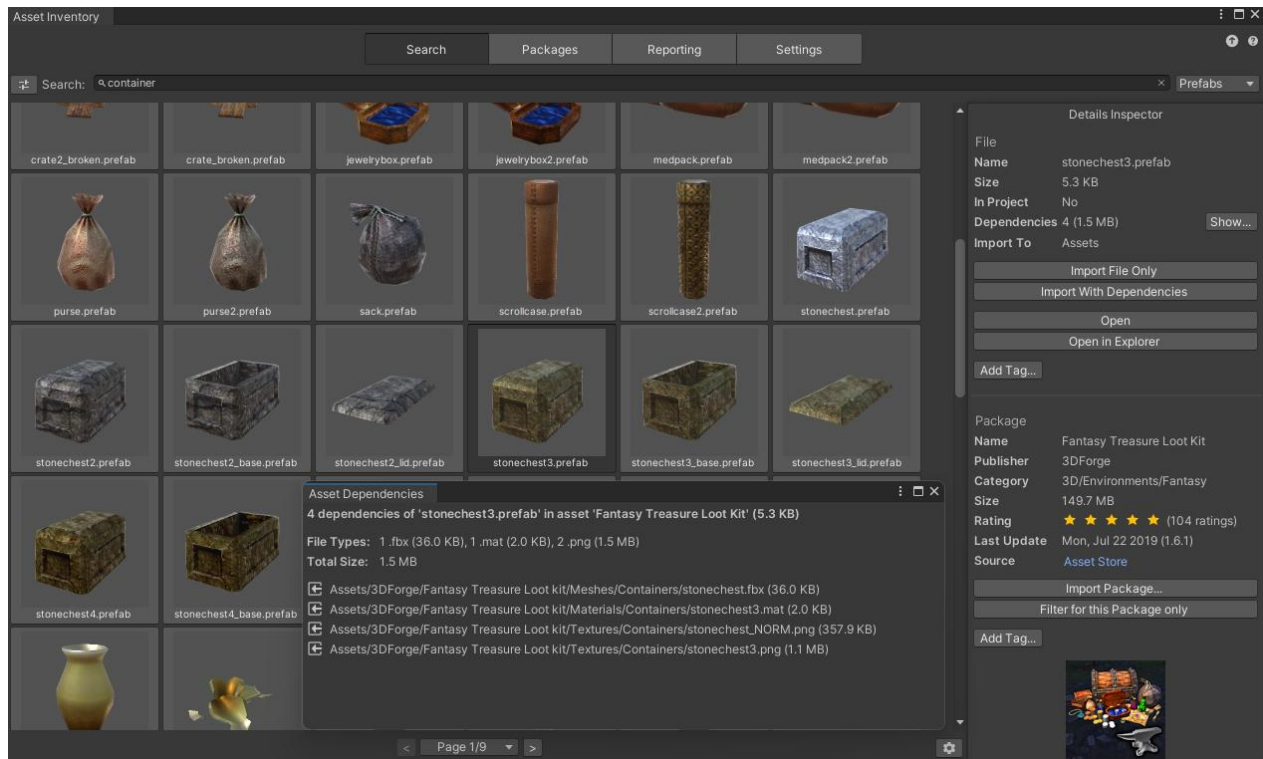 Asset Inventory
Search
Packages
Reporting
Settings
Search:
container
Prefabs
crate2_broken.prefab
crate_broken.prefab
jewelrybox.prefab
jewelrybox2.prefab
medpack.prefab
medpack2.prefab
purse.prefab
purse2.prefab
sack.prefab
scrollcase.prefab
scrollcase2.prefab
stonechest.prefab
stonechest2.prefab
stonechest2_base.prefab
stonechest2_lid.prefab
stonechest3.prefab
stonechest3_base.prefab
stonechest3_lid.prefab
stonechest4.prefab
stonechest4_base.prefab
Asset Dependencies
4 dependencies of 'stonechest3.prefab' in asset 'Fantasy Treasure Loot Kit' (5.3 KB)
File Types: 1 .fbx (36.0 KB), 1 .mat (2.0 KB), 2 .png (1.5 MB)
Total Size: 1.5 MB
Assets/3DForge/Fantasy Treasure Loot kit/Meshes/Containers/stonechest.fbx (36.0 KB)
Assets/3DForge/Fantasy Treasure Loot kit/Materials/Containers/stonechest3.mat (2.0 KB)
Assets/3DForge/Fantasy Treasure Loot kit/Textures/Containers/stonechest_NORM.png (357.9 KB)
Assets/3DForge/Fantasy Treasure Loot kit/Textures/Containers/stonechest3.png (1.1 MB)
< Page 1/9 >
Details Inspector
File
Name stonechest3.prefab
Size 5.3 KB
In Project No
Dependencies 4 (1.5 MB) Show...
Import To Assets
Import File Only
Import With Dependencies
Open
Open in Explorer
Add Tag...
Package
Name Fantasy Treasure Loot Kit
Publisher 3DForge
Category 3D/Environments/Fantasy
Size 149.7 MB
Rating (104 ratings)
Last Update Mon, Jul 22 2019 (1.6.1)
Source Asset Store
Import Package...
Filter for this Package only
Add Tag...